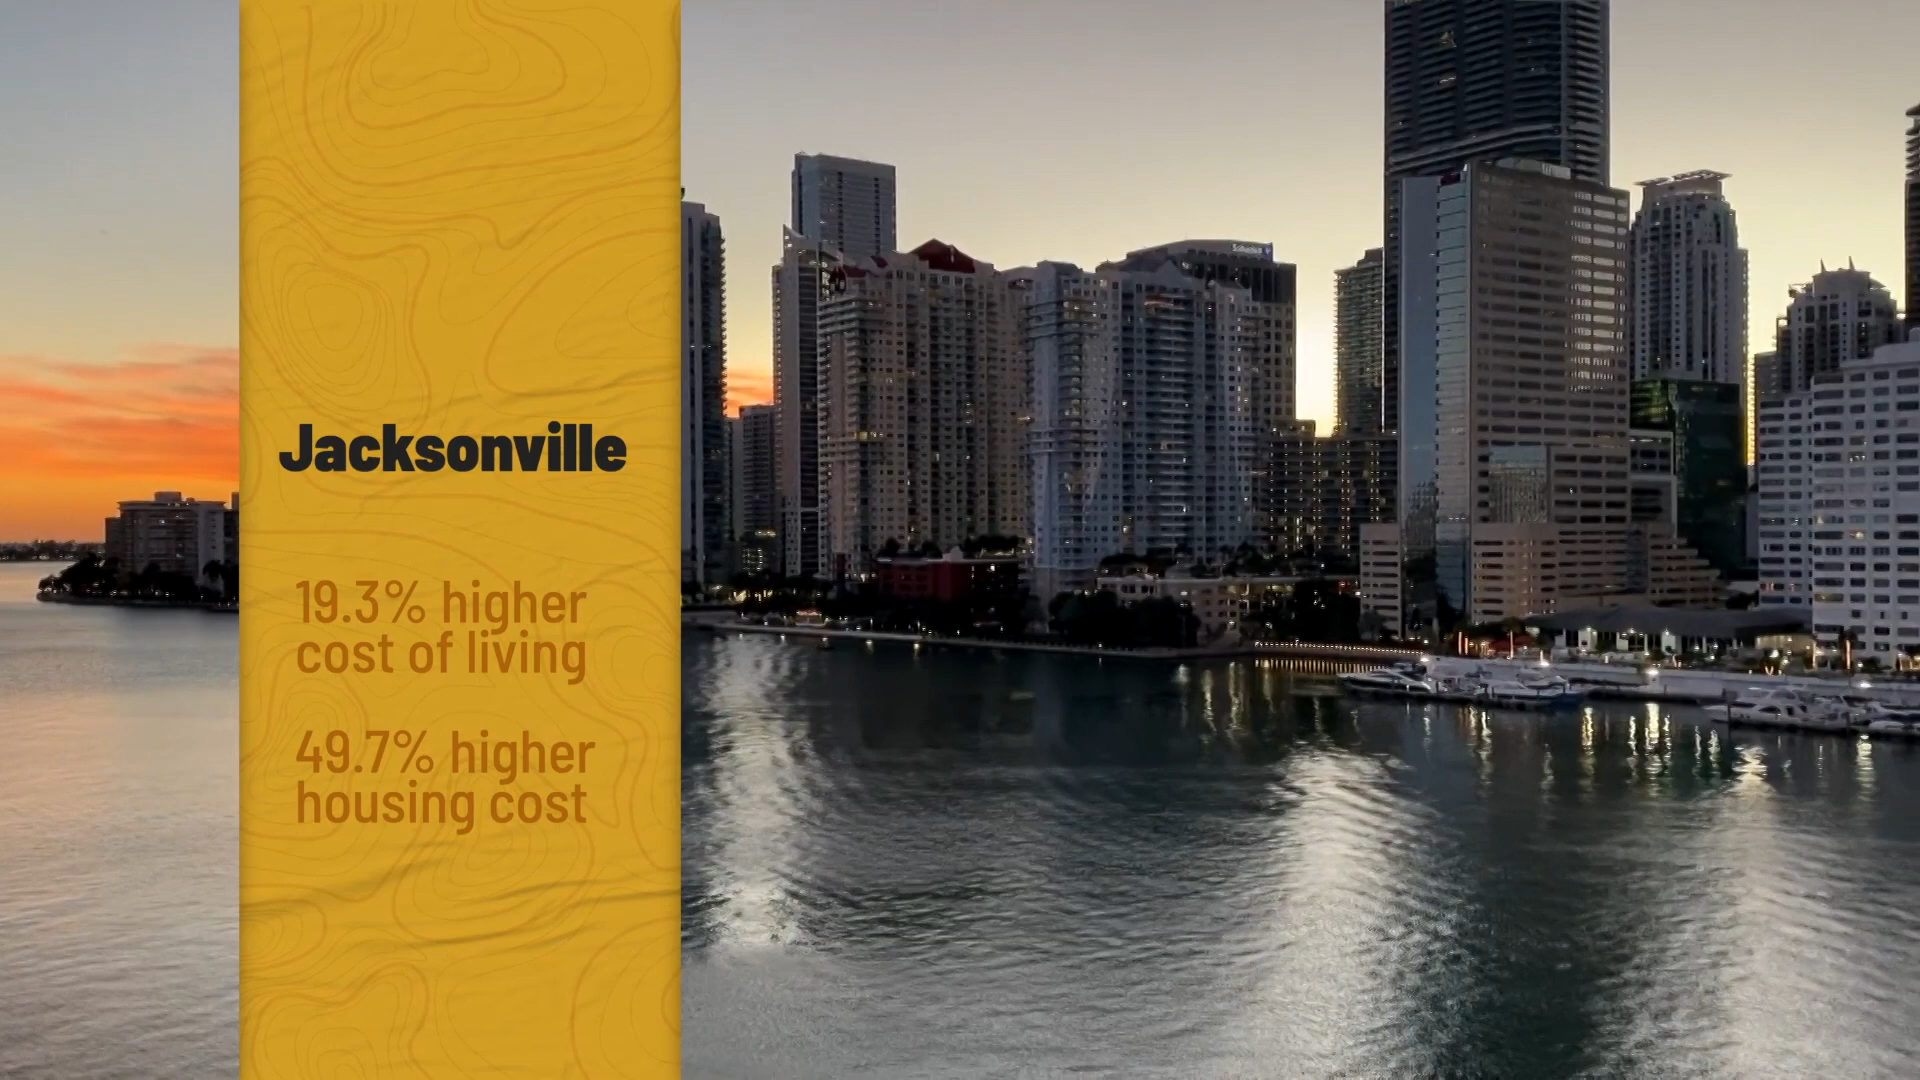 Jacksonville
19.3% higher
cost of living
49.7% higher
housing cost